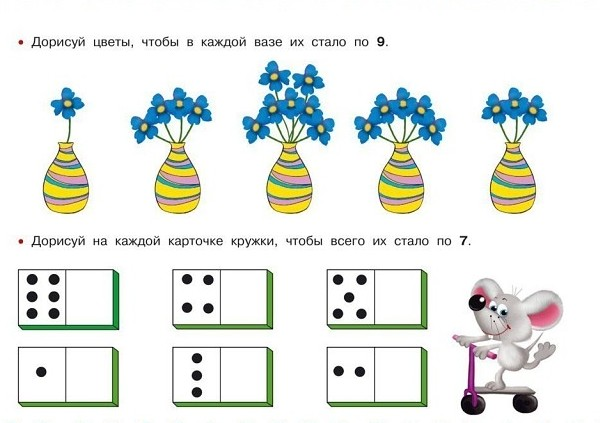 • Дорисуй цветы, чтобы в каждой вазе их стало по 9.
• Дорисуй на каждой карточке кружки, чтобы всего их стало по 7.